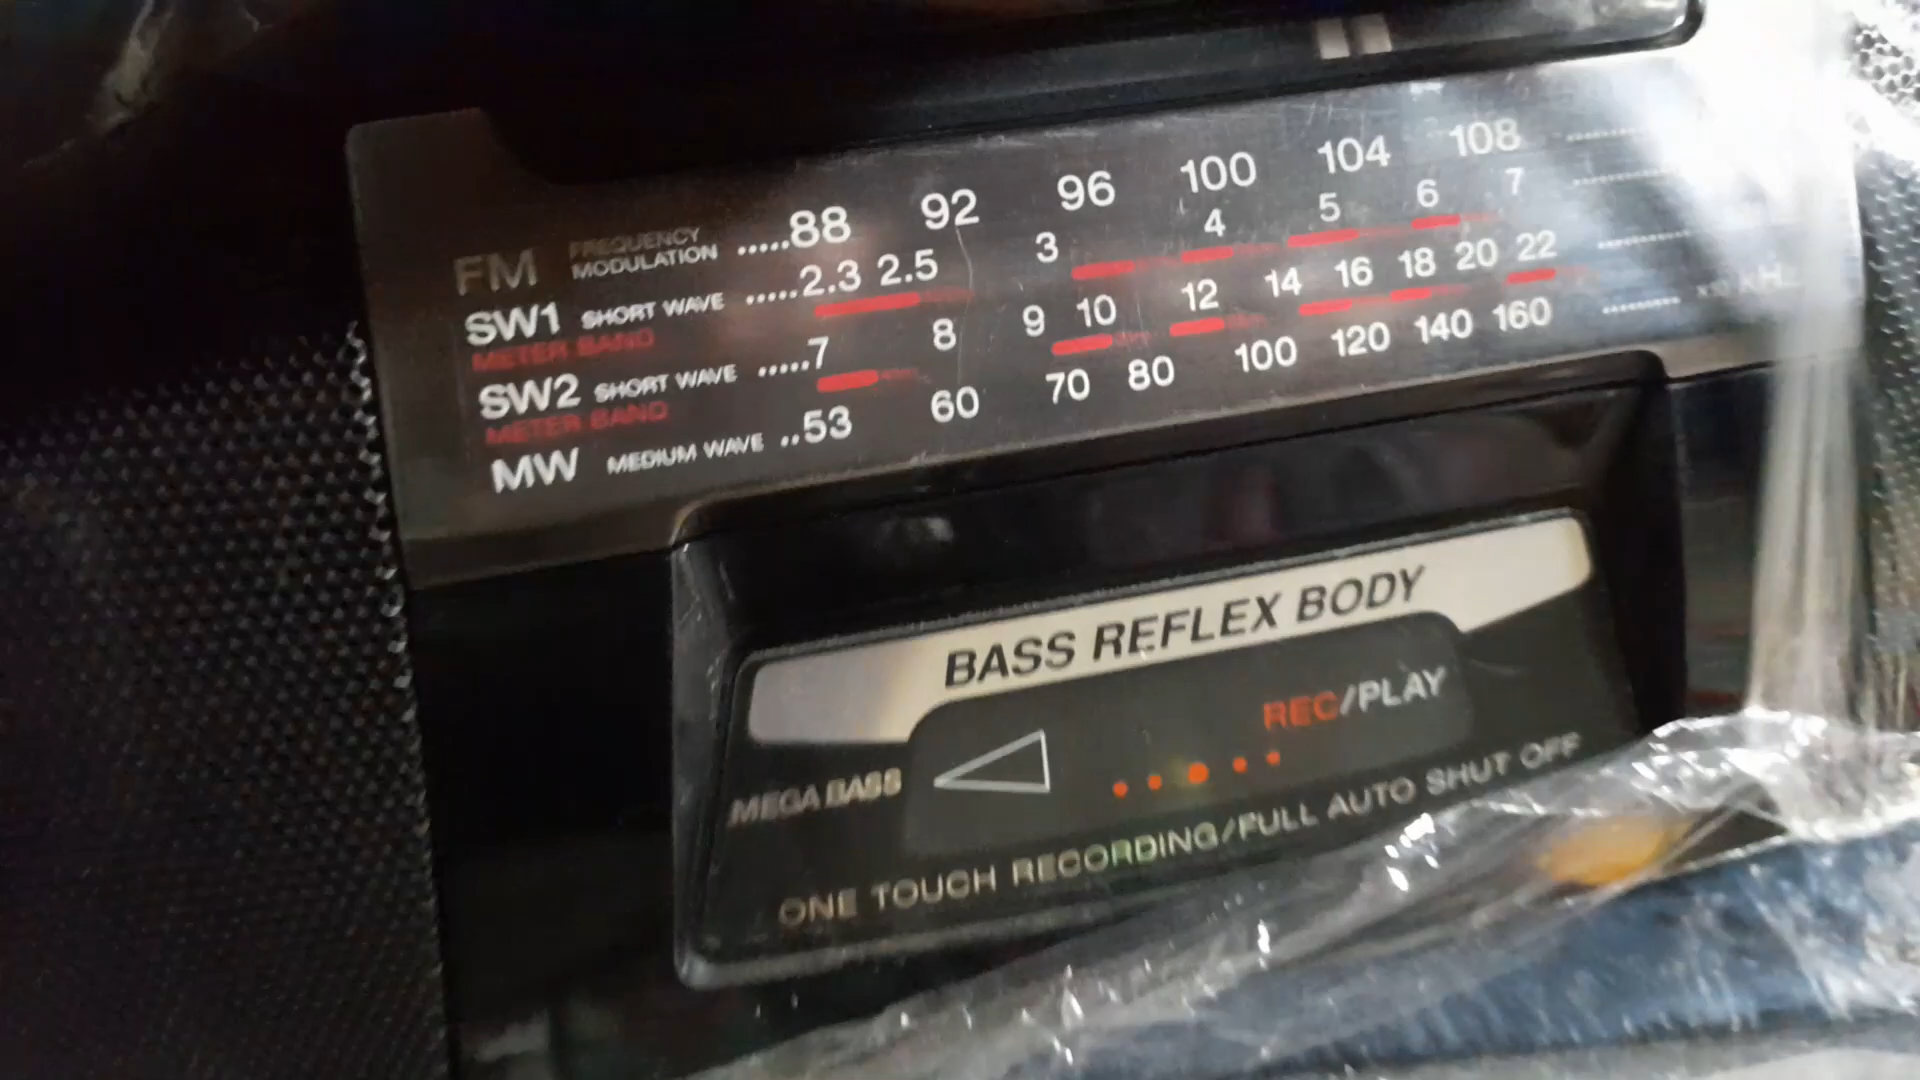 FM FREQUENCY MODULATION .....88 92 96 100 104 108
SW1 SHORT WAVE .....2.3 2.5 3 4 5 6 7
METER BAND
SW2 SHORT WAVE .....7 8 9 10 12 14 16 18 20 22
METER BAND
MW MEDIUM WAVE ..53 60 70 80 100 120 140 160
BASS REFLEX BODY
REC/PLAY
MEGA BASS
ONE TOUCH RECORDING/FULL AUTO SHUT OFF